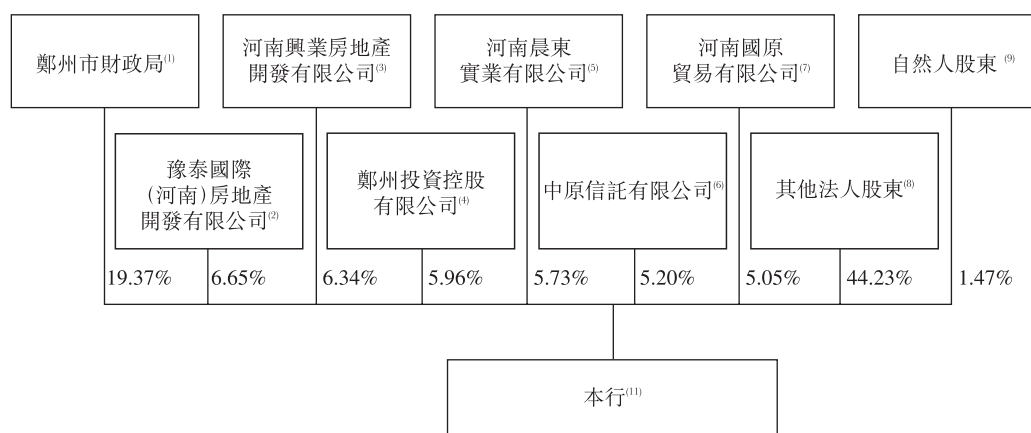 鄭州市財政局(1)
河南興業房地產
開發有限公司(3)
河南晨東
實業有限公司(5)
河南國原
貿易有限公司(7)
自然人股東 (9)
豫泰國際
(河南)房地產
開發有限公司(2)
鄭州投資控股
有限公司(4)
中原信託有限公司(6)
其他法人股東(8)
19.37% 6.65% 6.34% 5.96% 5.73% 5.20% 5.05% 44.23% 1.47%
本行(11)